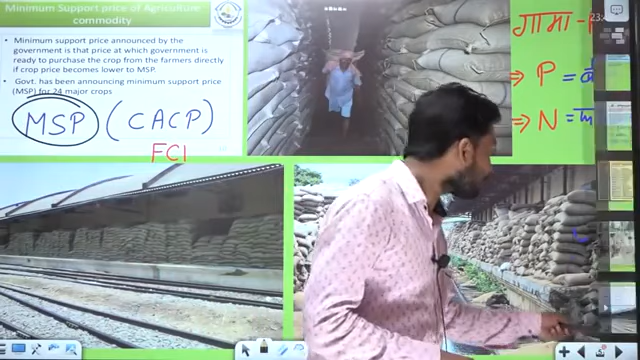 Minimum Support price of Agriculture
commodity
• Minimum support price announced by the
government is that price at which government is
ready to purchase the crop from the farmers directly
if crop price becomes lower to MSP.
• Govt. has been announcing minimum support price
(MSP) for 24 major crops
MSP (CACP)
FCI
गामा -
⇒ P =
⇒ N =